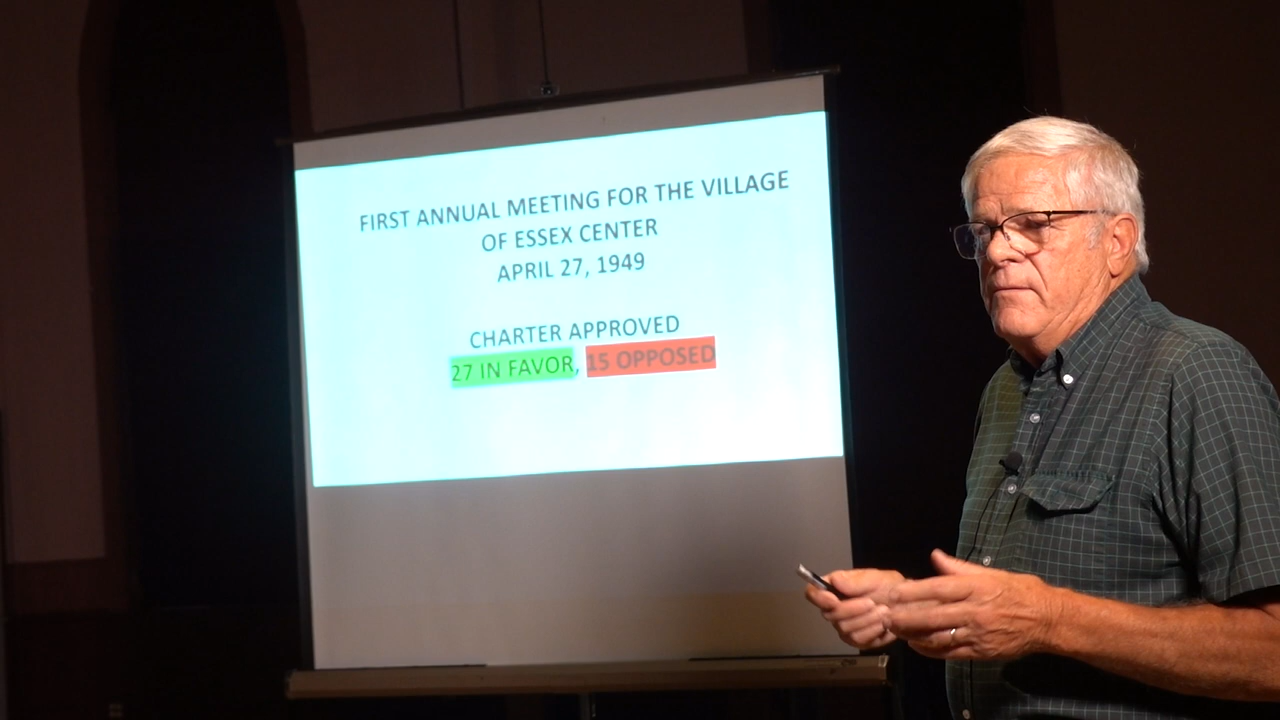 FIRST ANNUAL MEETING FOR THE VILLAGE
OF ESSEX CENTER
APRIL 27, 1949
CHARTER APPROVED
27 IN FAVOR, 15 OPPOSED